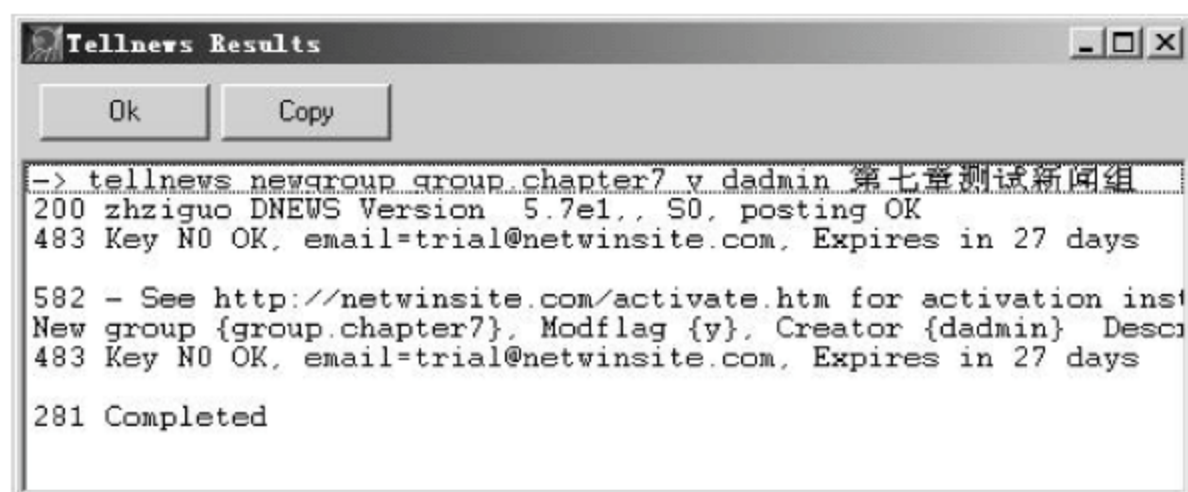 Tellnews Results
Ok Copy
-> tellnews newgroup group.chapter7 y dadmin 第七章测试新闻组
200 zhziguo DNEWS Version 5.7e1,, S0, posting OK
483 Key N0 OK, email=trial@netwinsite.com, Expires in 27 days
582 - See http://netwinsite.com/activate.htm for activation inst
New group {group.chapter7}, Modflag {y}, Creator {dadmin} Descr
483 Key N0 OK, email=trial@netwinsite.com, Expires in 27 days
281 Completed